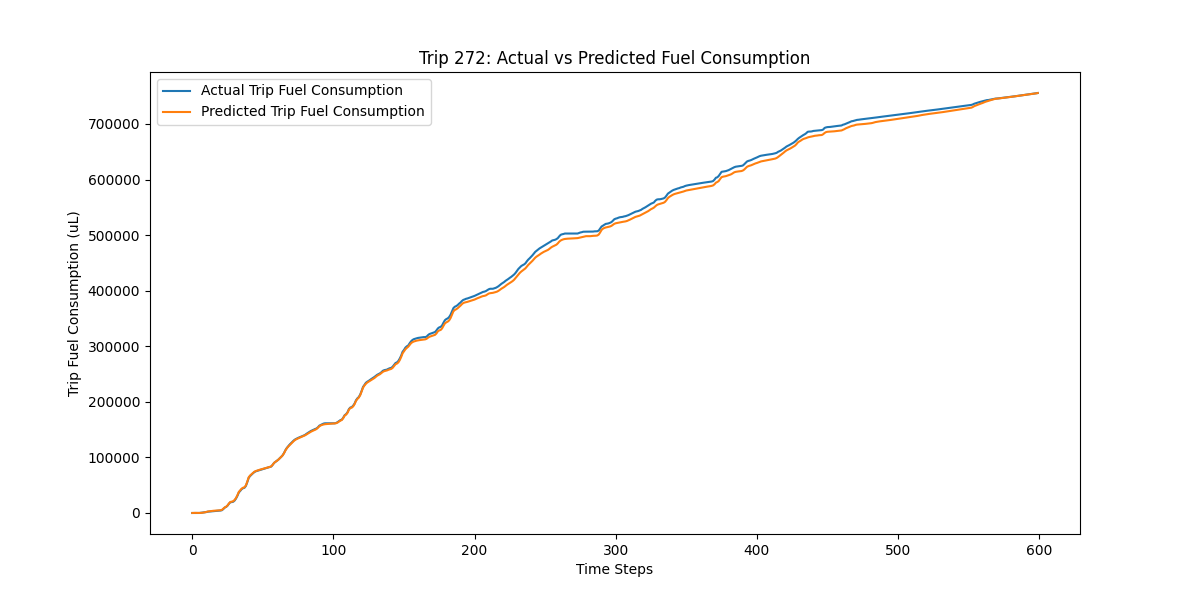 Trip 272: Actual vs Predicted Fuel Consumption
Actual Trip Fuel Consumption
Predicted Trip Fuel Consumption
Trip Fuel Consumption (uL)
700000
600000
500000
400000
300000
200000
100000
0
0 100 200 300 400 500 600
Time Steps